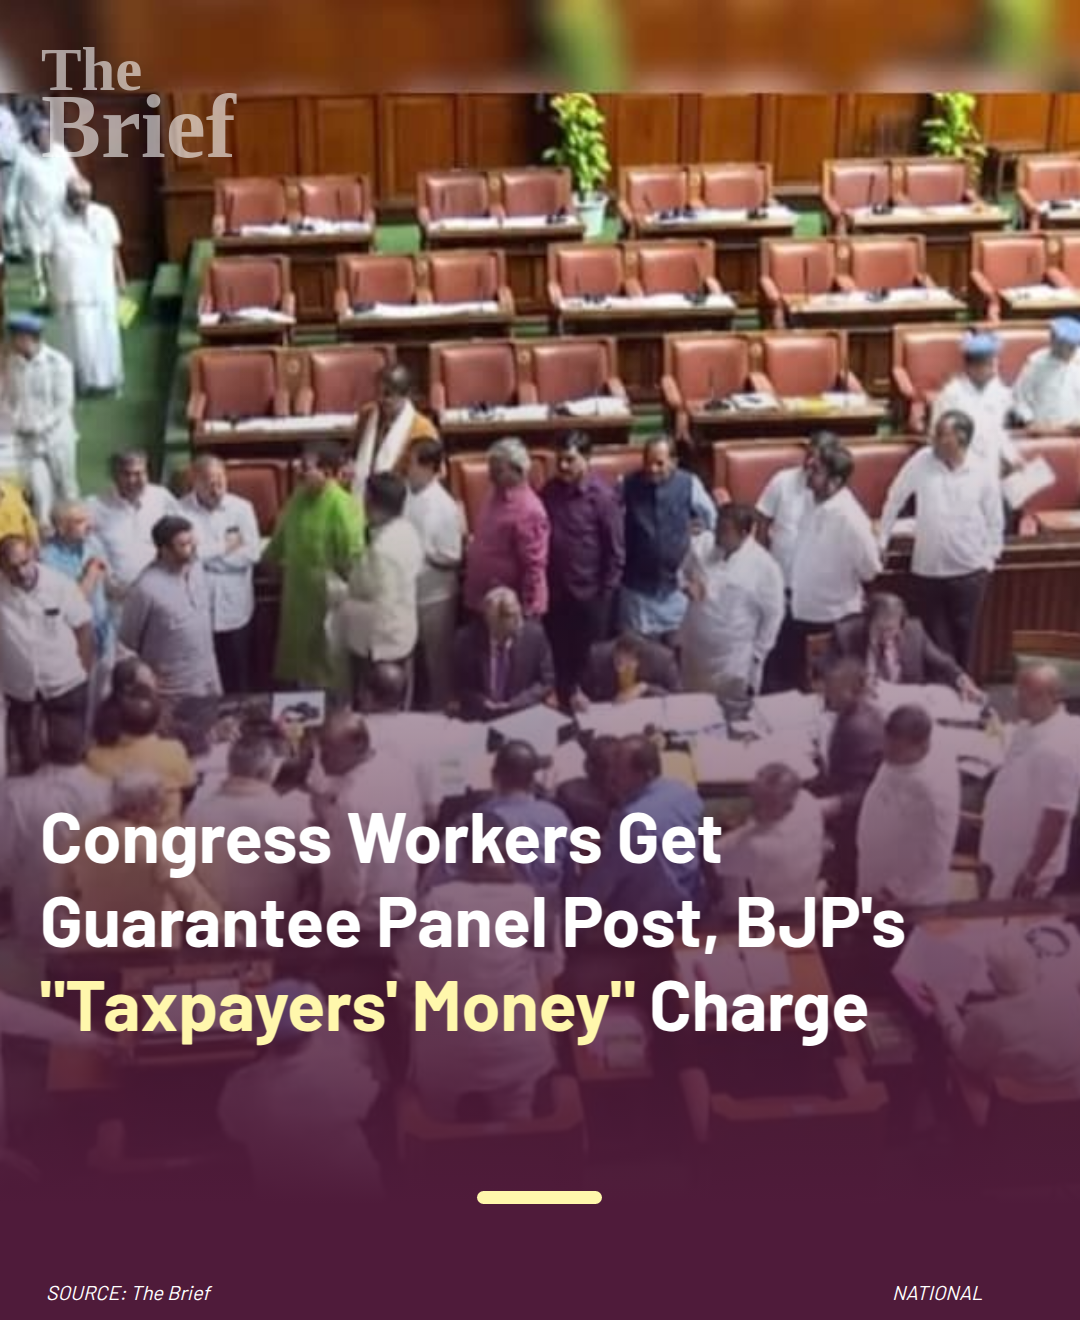 The
Brief
Congress Workers Get
Guarantee Panel Post, BJP's
"Taxpayers' Money" Charge
SOURCE: The Brief
NATIONAL